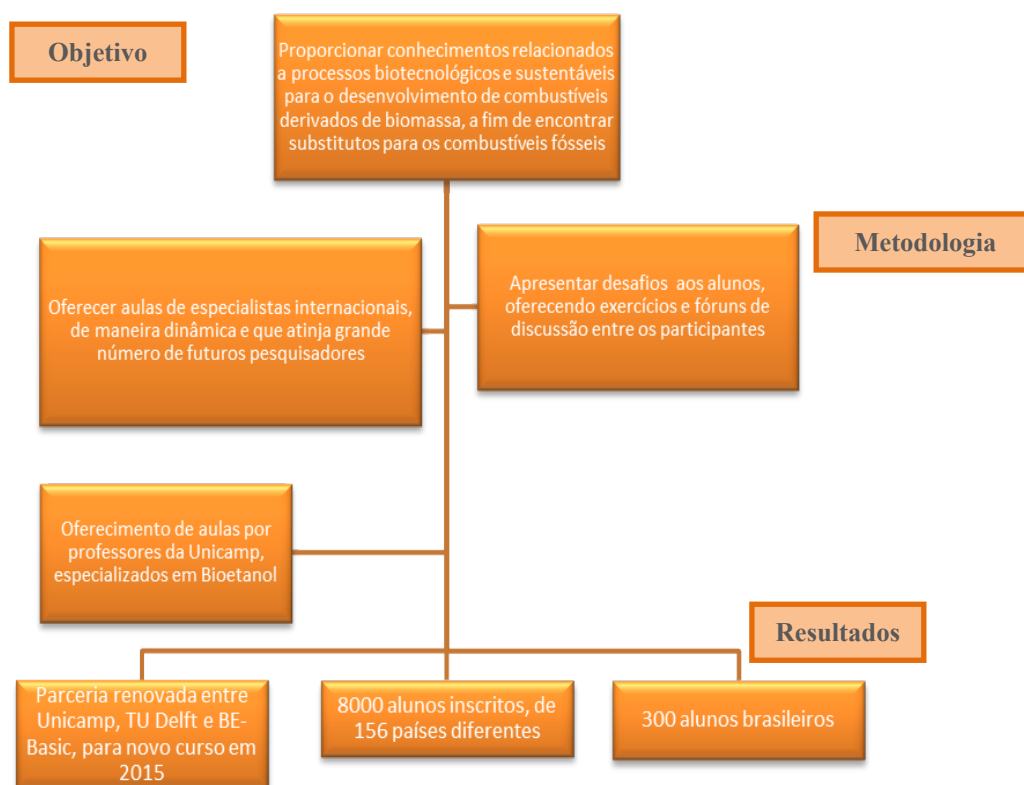 Objetivo
Proporcionar conhecimentos relacionados
a processos biotecnológicos e sustentáveis
para o desenvolvimento de combustíveis
derivados de biomassa, a fim de encontrar
substitutos para os combustíveis fósseis
Metodologia
Oferecer aulas de especialistas internacionais,
de maneira dinâmica e que atinja grande
número de futuros pesquisadores
Apresentar desafios aos alunos,
oferecendo exercícios e fóruns de
discussão entre os participantes
Oferecimento de aulas por
professores da Unicamp,
especializados em Bioetanol
Resultados
Parceria renovada entre
Unicamp, TU Delft e BE-
Basic, para novo curso em
2015
8000 alunos inscritos, de
156 países diferentes
300 alunos brasileiros